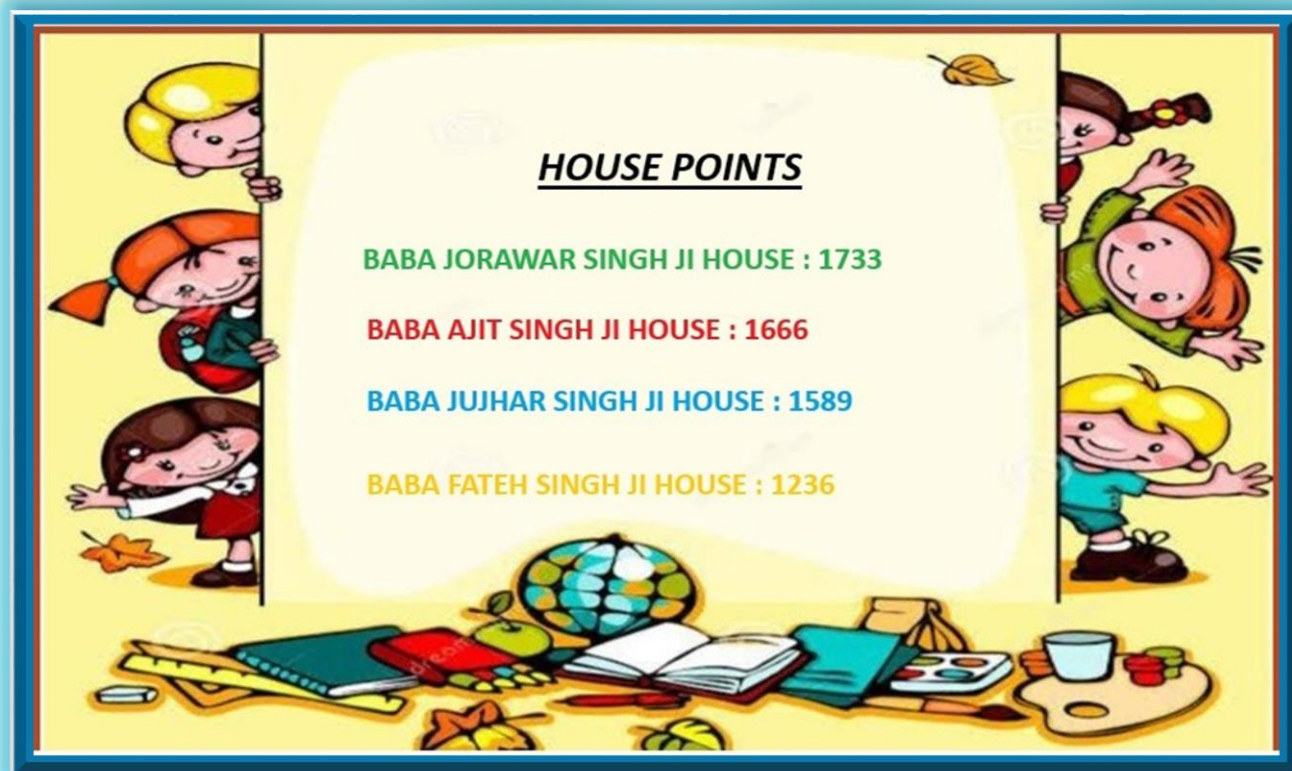 HOUSE POINTS
BABA JORAWAR SINGH JI HOUSE : 1733
BABA AJIT SINGH JI HOUSE : 1666
BABA JUJHAR SINGH JI HOUSE : 1589
BABA FATEH SINGH JI HOUSE : 1236